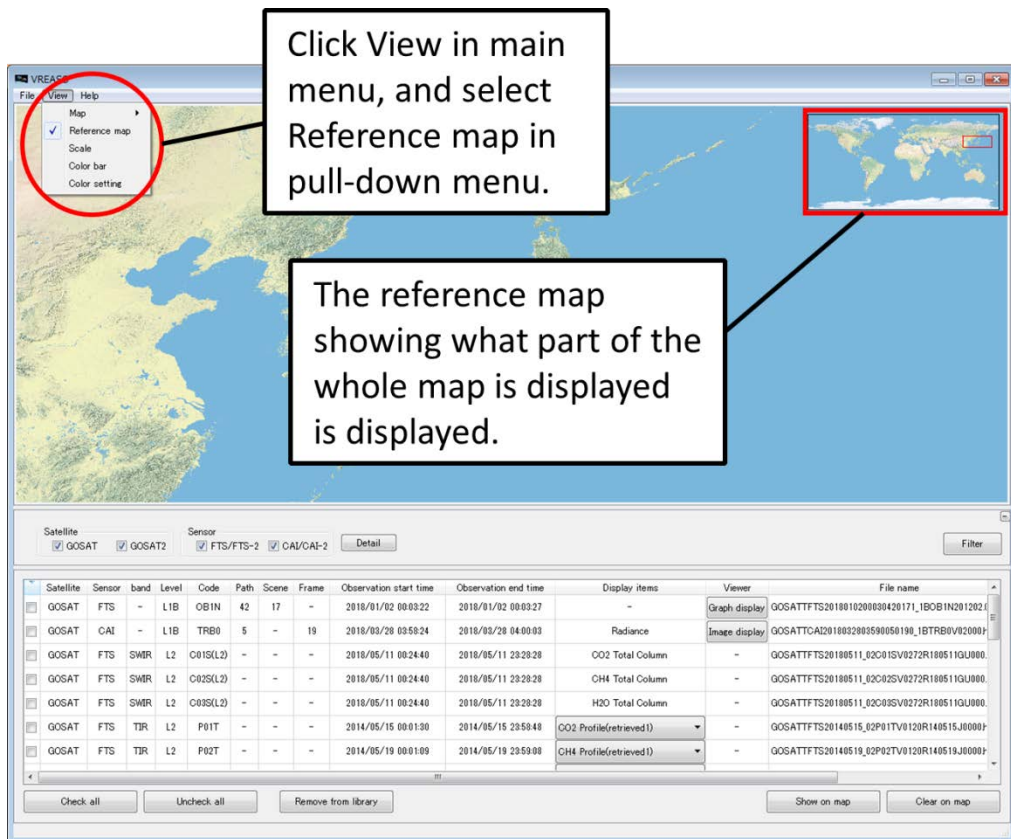 Click View in main
menu, and select
Reference map in
pull-down menu.
File View Help
Map
Reference map
Scale
Color bar
Color setting
The reference map
showing what part of the
whole map is displayed
is displayed.
Satellite Sensor
GOSAT GOSAT2 FTS/FTS-2 CAI/CAI-2 Detail Filter
Satellite Sensor band Level Code Path Scene Frame Observation start time Observation end time Display items Viewer File name
GOSAT FTS - L1B OB1N 42 17 - 2018/01/02 00:03:22 2018/01/02 00:03:27 - Graph display
GOSAT CAI - L1B TRB0 5 - 19 2018/03/28 03:58:24 2018/03/28 04:00:03 Radiance Image display
GOSAT FTS SWIR L2 C01S(L2) - - - 2018/05/11 00:24:40 2018/05/11 23:28:28 CO2 Total Column -
GOSAT FTS SWIR L2 C02S(L2) - - - 2018/05/11 00:24:40 2018/05/11 23:28:28 CH4 Total Column -
GOSAT FTS SWIR L2 C03S(L2) - - - 2018/05/11 00:24:40 2018/05/11 23:28:28 H2O Total Column -
GOSAT FTS TIR L2 P01T - - - 2014/05/15 00:01:30 2014/05/15 23:58:48 CO2 Profile(retrieved1) -
GOSAT FTS TIR L2 P02T - - - 2014/05/19 00:01:09 2014/05/19 23:59:08 CH4 Profile(retrieved1) -
Check all Uncheck all Remove from library Show on map Clear on map